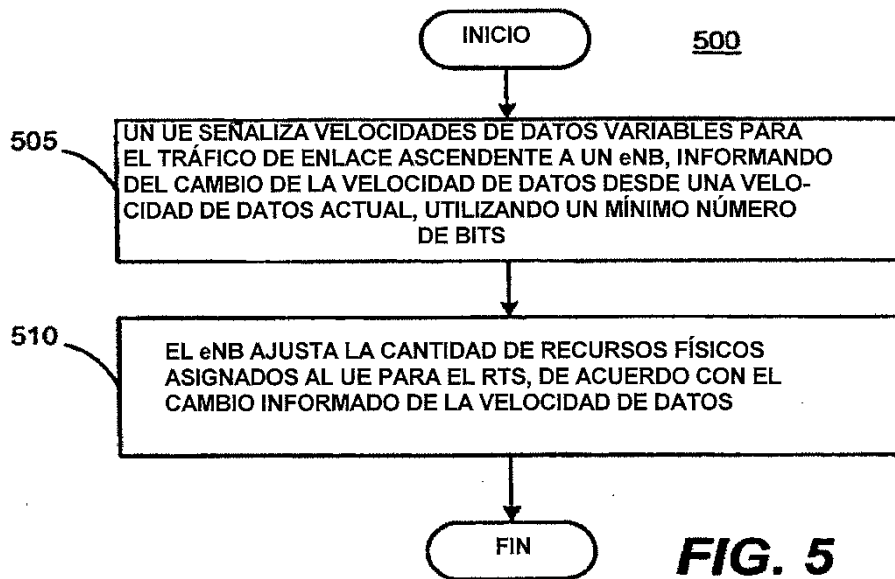 INICIO
500
505
UN UE SEÑALIZA VELOCIDADES DE DATOS VARIABLES PARA
EL TRÁFICO DE ENLACE ASCENDENTE A UN eNB, INFORMANDO
DEL CAMBIO DE LA VELOCIDAD DE DATOS DESDE UNA VELO-
CIDAD DE DATOS ACTUAL, UTILIZANDO UN MÍNIMO NÚMERO
DE BITS
510
EL eNB AJUSTA LA CANTIDAD DE RECURSOS FÍSICOS
ASIGNADOS AL UE PARA EL RTS, DE ACUERDO CON EL
CAMBIO INFORMADO DE LA VELOCIDAD DE DATOS
FIN
FIG. 5